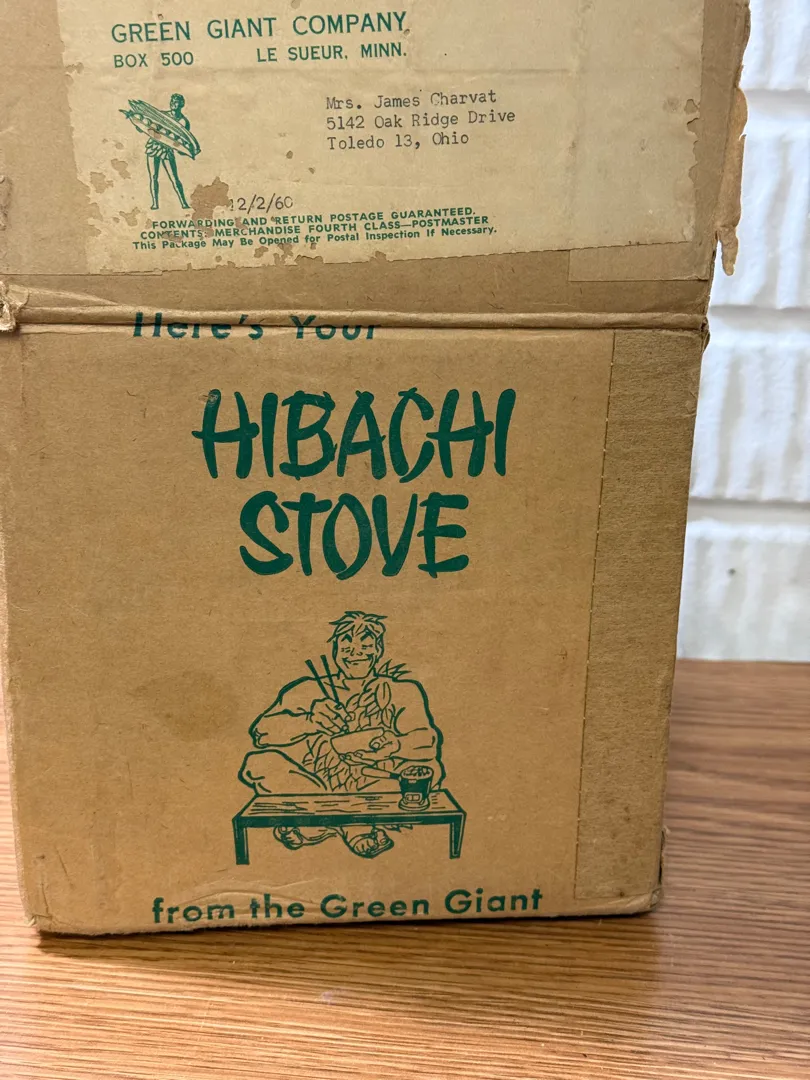 GREEN GIANT COMPANY
BOX 500 LE SUEUR, MINN.
Mrs. James Charvat
5142 Oak Ridge Drive
Toledo 13, Ohio
12/2/60
FORWARDING AND RETURN POSTAGE GUARANTEED.
CONTENTS: MERCHANDISE FOURTH CLASS—POSTMASTER
This Package May Be Opened for Postal Inspection If Necessary.
Here's Your
HIBACHI
STOVE
from the Green Giant